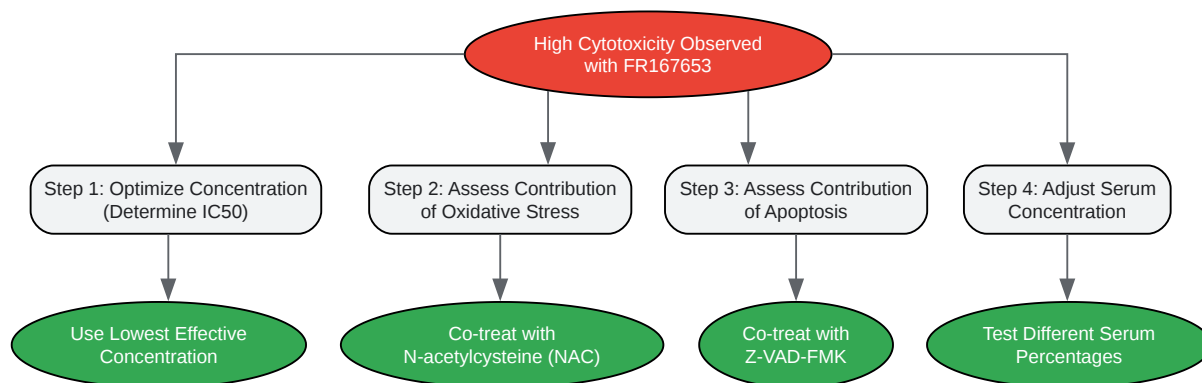 High Cytotoxicity Observed
with FR167653
Step 1: Optimize Concentration
(Determine IC50)
Step 2: Assess Contribution
of Oxidative Stress
Step 3: Assess Contribution
of Apoptosis
Step 4: Adjust Serum
Concentration
Use Lowest Effective
Concentration
Co-treat with
N-acetylcysteine (NAC)
Co-treat with
Z-VAD-FMK
Test Different Serum
Percentages